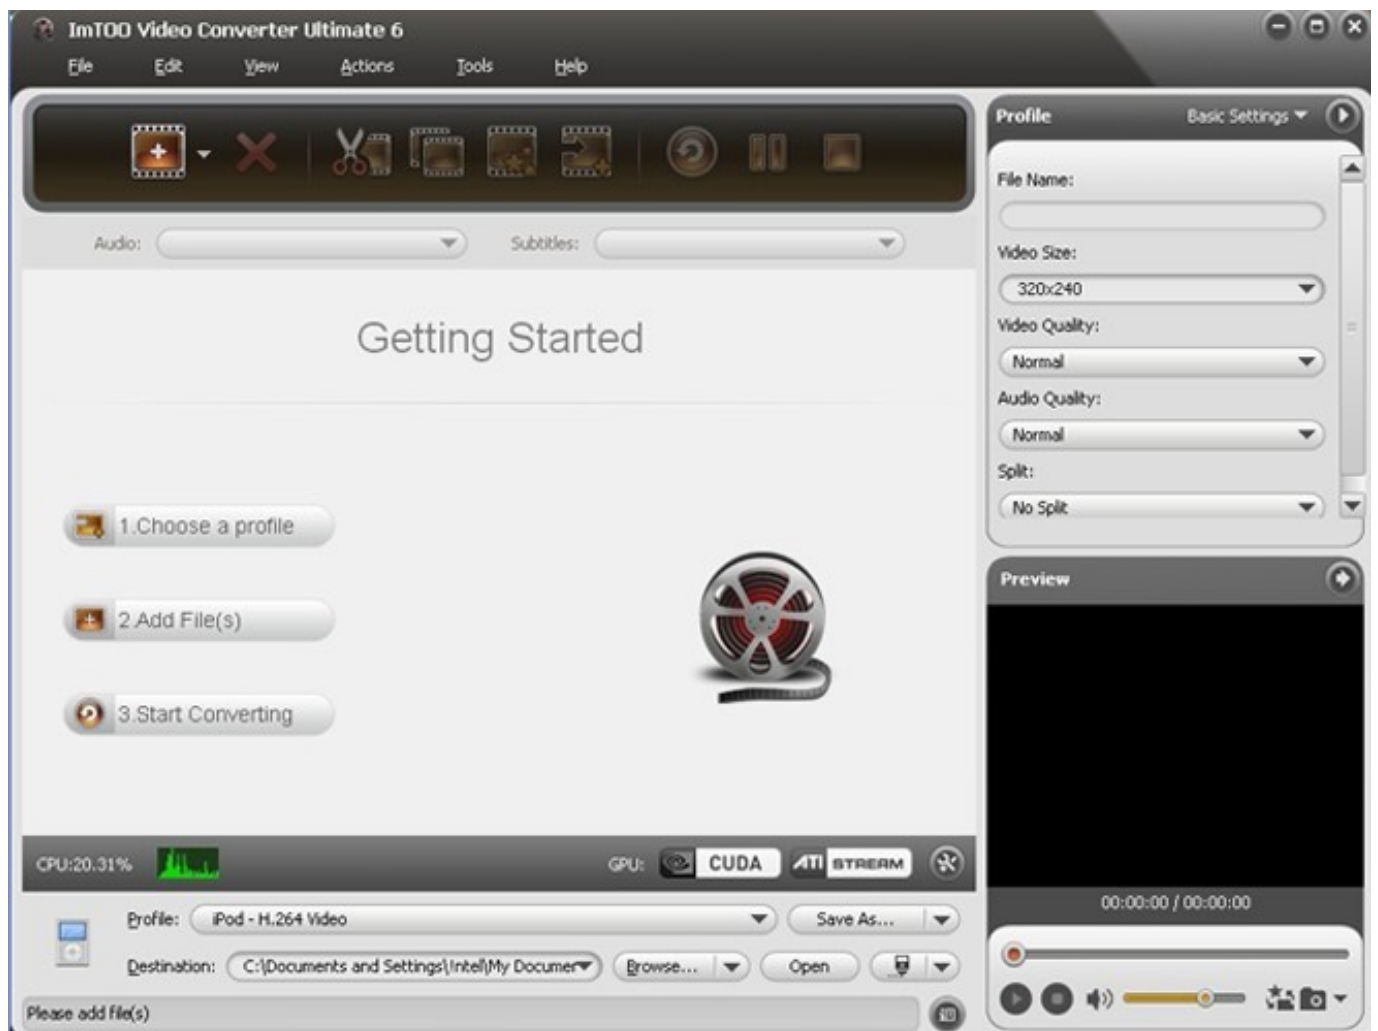 ImTOO Video Converter Ultimate 6
File Edit View Actions Tools Help
Audio: Subtitles:
Getting Started
1.Choose a profile
2.Add File(s)
3.Start Converting
CPU:20.31% GPU: CUDA ATI STREAM
Profile: iPod - H.264 Video Save As...
Destination: C:\Documents and Settings\!ntel\My Documen Browse... Open
Please add file(s)
Profile Basic Settings
File Name:
Video Size:
320x240
Video Quality:
Normal
Audio Quality:
Normal
Split:
No Split
Preview
00:00:00 / 00:00:00